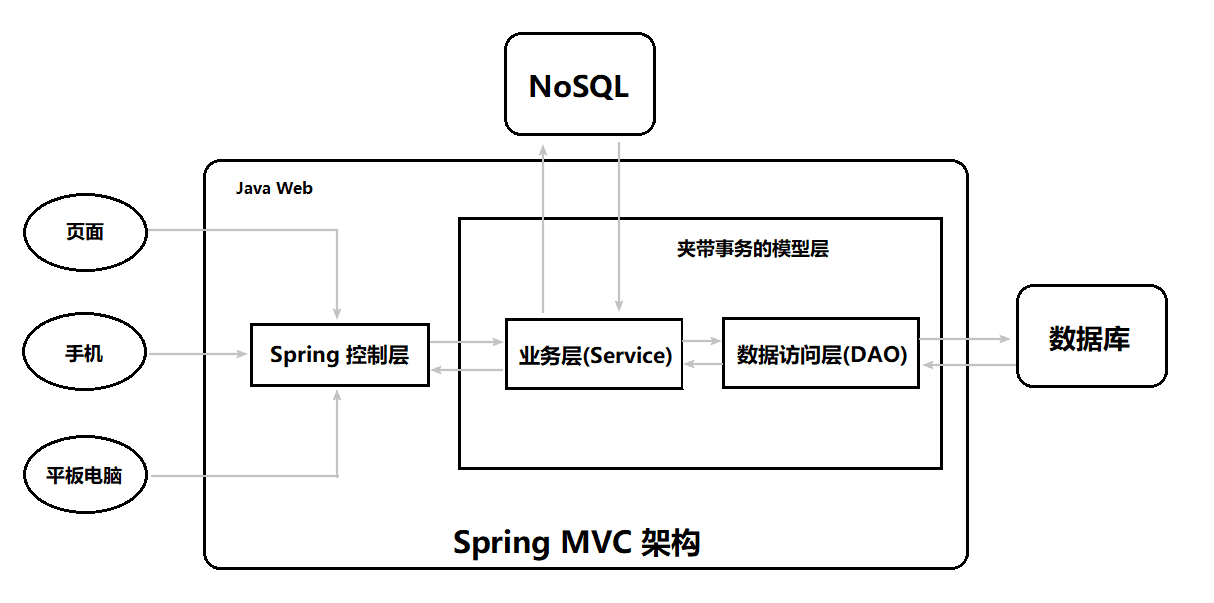 NoSQL
Java Web
页面
夹带事务的模型层
手机
Spring 控制层
业务层(Service)
数据访问层(DAO)
数据库
平板电脑
Spring MVC 架构